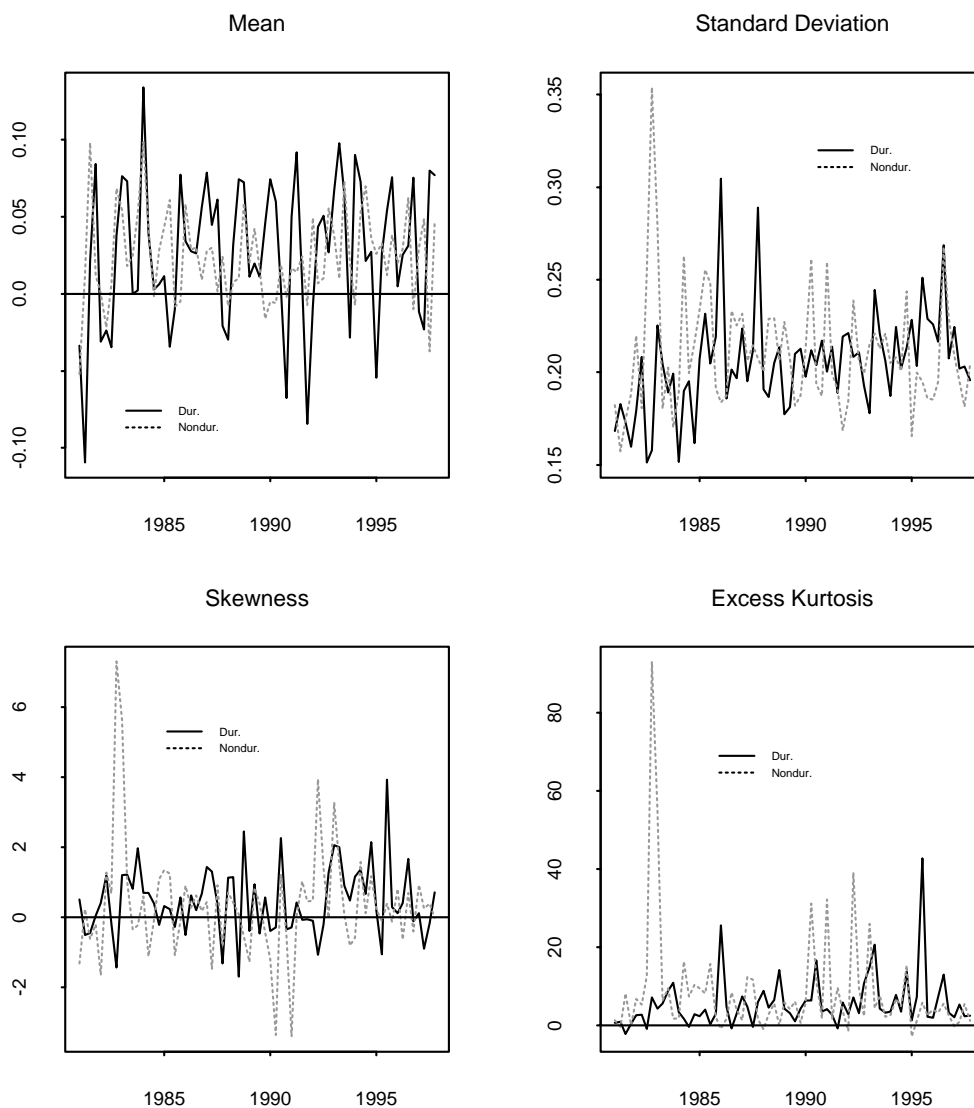 Mean
0.10
0.05
0.0
-0.10
Dur.
Nondur.
1985
1990
1995
Standard Deviation
0.35
0.30
0.25
0.20
0.15
Dur.
Nondur.
1985
1990
1995
Skewness
6
4
2
0
-2
Dur.
Nondur.
1985
1990
1995
Excess Kurtosis
80
60
40
20
0
Dur.
Nondur.
1985
1990
1995